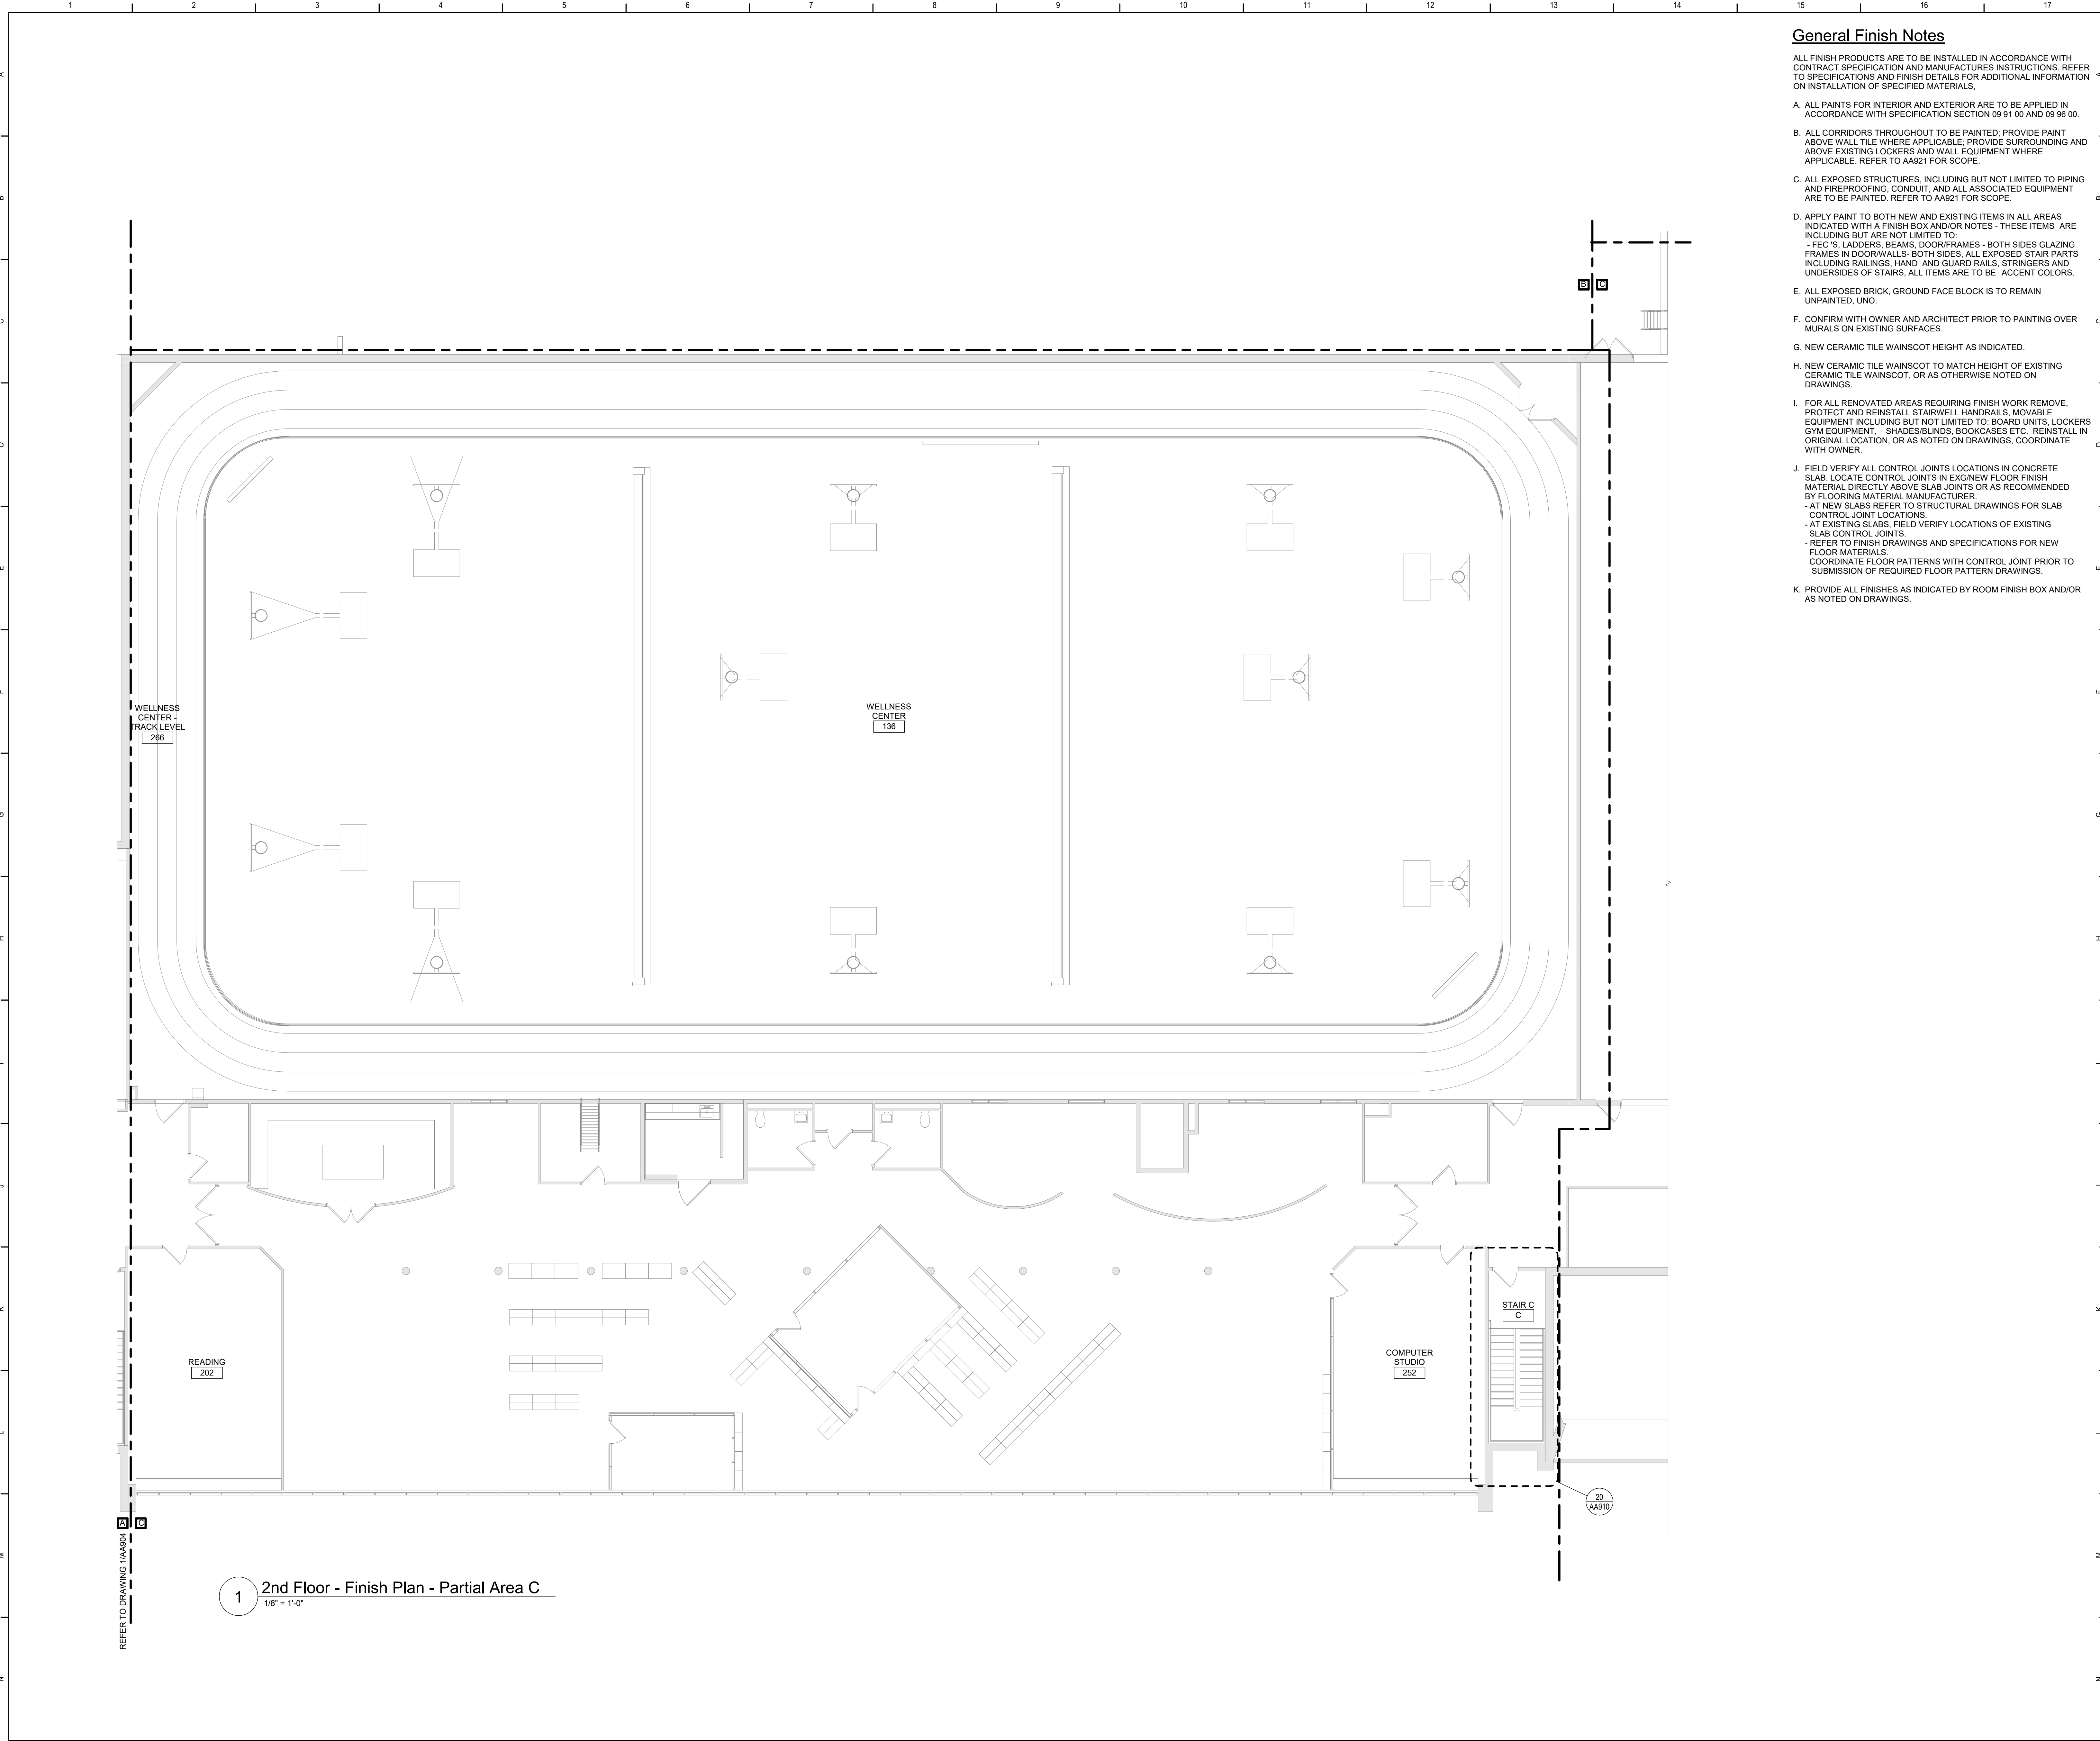 1 2 3 4 5 6 7 8 9 10 11 12 13 14 15 16 17
General Finish Notes
ALL FINISH PRODUCTS ARE TO BE INSTALLED IN ACCORDANCE WITH
CONTRACT SPECIFICATION AND MANUFACTURES INSTRUCTIONS. REFER
TO SPECIFICATIONS AND FINISH DETAILS FOR ADDITIONAL INFORMATION
ON INSTALLATION OF SPECIFIED MATERIALS,
A. ALL PAINTS FOR INTERIOR AND EXTERIOR ARE TO BE APPLIED IN
ACCORDANCE WITH SPECIFICATION SECTION 09 91 00 AND 09 96 00.
B. ALL CORRIDORS THROUGHOUT TO BE PAINTED; PROVIDE PAINT
ABOVE WALL TILE WHERE APPLICABLE; PROVIDE SURROUNDING AND
ABOVE EXISTING LOCKERS AND WALL EQUIPMENT WHERE
APPLICABLE. REFER TO AA921 FOR SCOPE.
C. ALL EXPOSED STRUCTURES, INCLUDING BUT NOT LIMITED TO PIPING
AND FIREPROOFING, CONDUIT, AND ALL ASSOCIATED EQUIPMENT
ARE TO BE PAINTED. REFER TO AA921 FOR SCOPE.
D. APPLY PAINT TO BOTH NEW AND EXISTING ITEMS IN ALL AREAS
INDICATED WITH A FINISH BOX AND/OR NOTES - THESE ITEMS ARE
INCLUDING BUT ARE NOT LIMITED TO:
- FEC 'S, LADDERS, BEAMS, DOOR/FRAMES - BOTH SIDES GLAZING
FRAMES IN DOOR/WALLS- BOTH SIDES, ALL EXPOSED STAIR PARTS
INCLUDING RAILINGS, HAND AND GUARD RAILS, STRINGERS AND
UNDERSIDES OF STAIRS, ALL ITEMS ARE TO BE ACCENT COLORS.
E. ALL EXPOSED BRICK, GROUND FACE BLOCK IS TO REMAIN
UNPAINTED, UNO.
F. CONFIRM WITH OWNER AND ARCHITECT PRIOR TO PAINTING OVER
MURALS ON EXISTING SURFACES.
G. NEW CERAMIC TILE WAINSCOT HEIGHT AS INDICATED.
H. NEW CERAMIC TILE WAINSCOT TO MATCH HEIGHT OF EXISTING
CERAMIC TILE WAINSCOT, OR AS OTHERWISE NOTED ON
DRAWINGS.
I. FOR ALL RENOVATED AREAS REQUIRING FINISH WORK REMOVE,
PROTECT AND REINSTALL STAIRWELL HANDRAILS, MOVABLE
EQUIPMENT INCLUDING BUT NOT LIMITED TO: BOARD UNITS, LOCKERS
GYM EQUIPMENT, SHADES/BLINDS, BOOKCASES ETC. REINSTALL IN
ORIGINAL LOCATION, OR AS NOTED ON DRAWINGS, COORDINATE
WITH OWNER.
J. FIELD VERIFY ALL CONTROL JOINTS LOCATIONS IN CONCRETE
SLAB. LOCATE CONTROL JOINTS IN EXG/NEW FLOOR FINISH
MATERIAL DIRECTLY ABOVE SLAB JOINTS OR AS RECOMMENDED
BY FLOORING MATERIAL MANUFACTURER.
- AT NEW SLABS REFER TO STRUCTURAL DRAWINGS FOR SLAB
CONTROL JOINT LOCATIONS.
- AT EXISTING SLABS, FIELD VERIFY LOCATIONS OF EXISTING
SLAB CONTROL JOINTS.
- REFER TO FINISH DRAWINGS AND SPECIFICATIONS FOR NEW
FLOOR MATERIALS.
COORDINATE FLOOR PATTERNS WITH CONTROL JOINT PRIOR TO
SUBMISSION OF REQUIRED FLOOR PATTERN DRAWINGS.
K. PROVIDE ALL FINISHES AS INDICATED BY ROOM FINISH BOX AND/OR
AS NOTED ON DRAWINGS.
B C
WELLNESS
CENTER -
TRACK LEVEL
266
WELLNESS
CENTER
136
STAIR C
C
READING
202
COMPUTER
STUDIO
252
20
AA910
A C
REFER TO DRAWING 1/AA904
1
2nd Floor - Finish Plan - Partial Area C
1/8" = 1'-0"